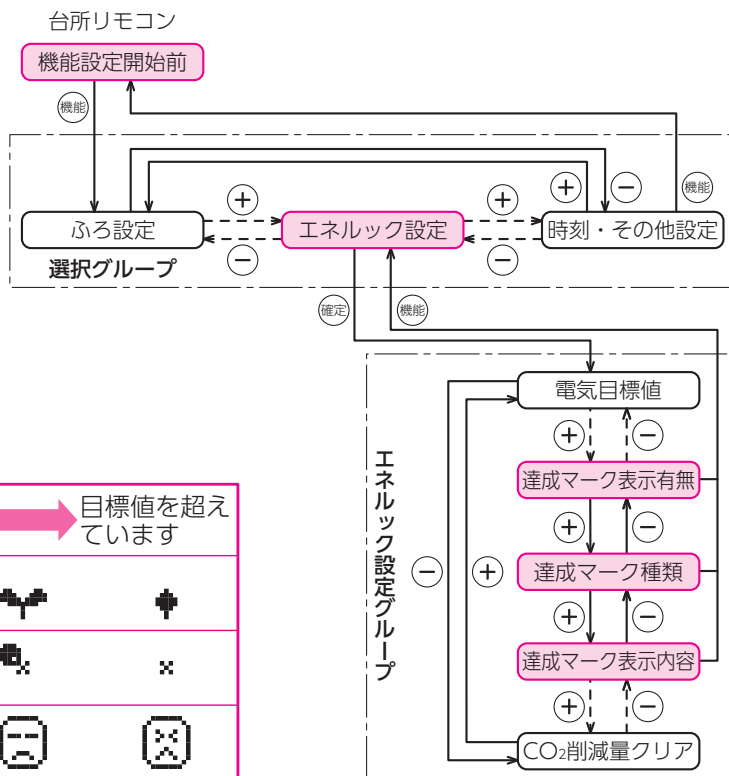 台所リモコン
機能設定開始前
機能
＋ － 機能
＋ ＋
ふろ設定 エネルック設定 時刻・その他設定
－ －
選択グループ
確定 機能
電気目標値
＋ －
達成マーク表示有無
＋ －
エネルック設定グループ
－ ＋
達成マーク種類
＋ －
達成マーク表示内容
＋ －
CO₂削減量クリア
目標値を超え
ています